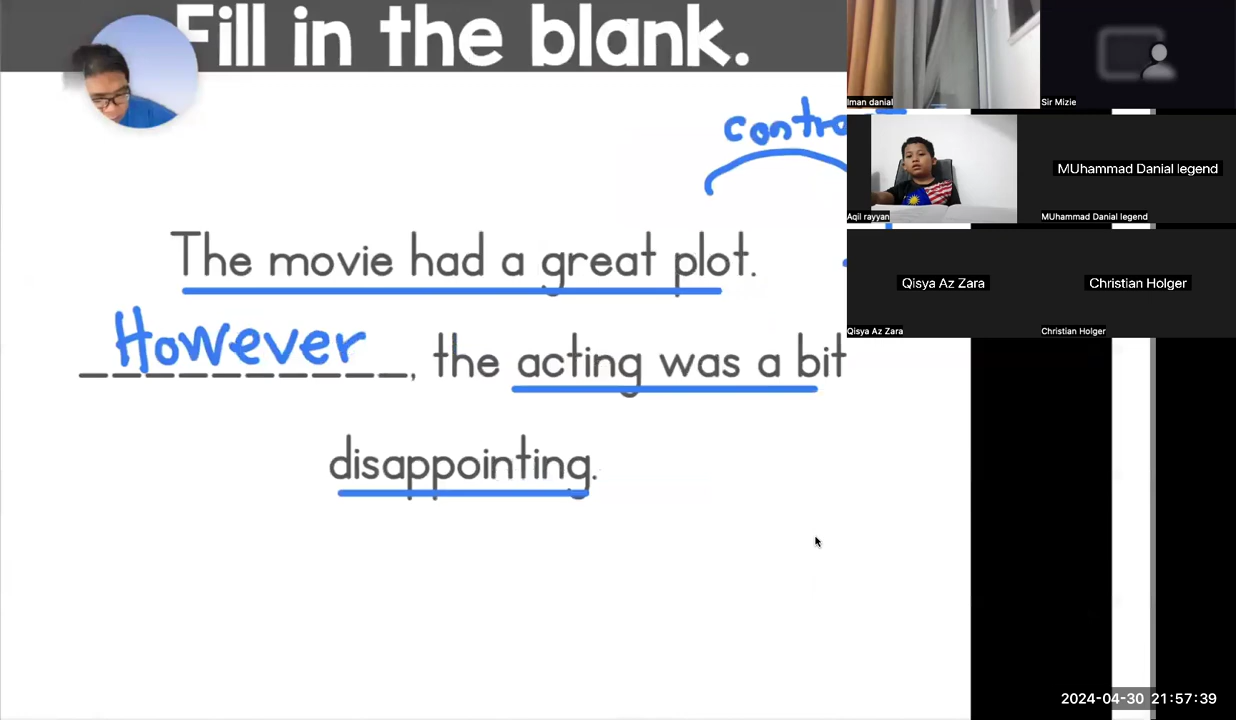 Fill in the blank.
The movie had a great plot.
However, the acting was a bit
disappointing.
Iman danial
Sir Mizie
Aqil rayyan
MUhammad Danial legend
MUhammad Danial legend
Qisya Az Zara
Qisya Az Zara
Christian Holger
Christian Holger
2024-04-30 21:57:39